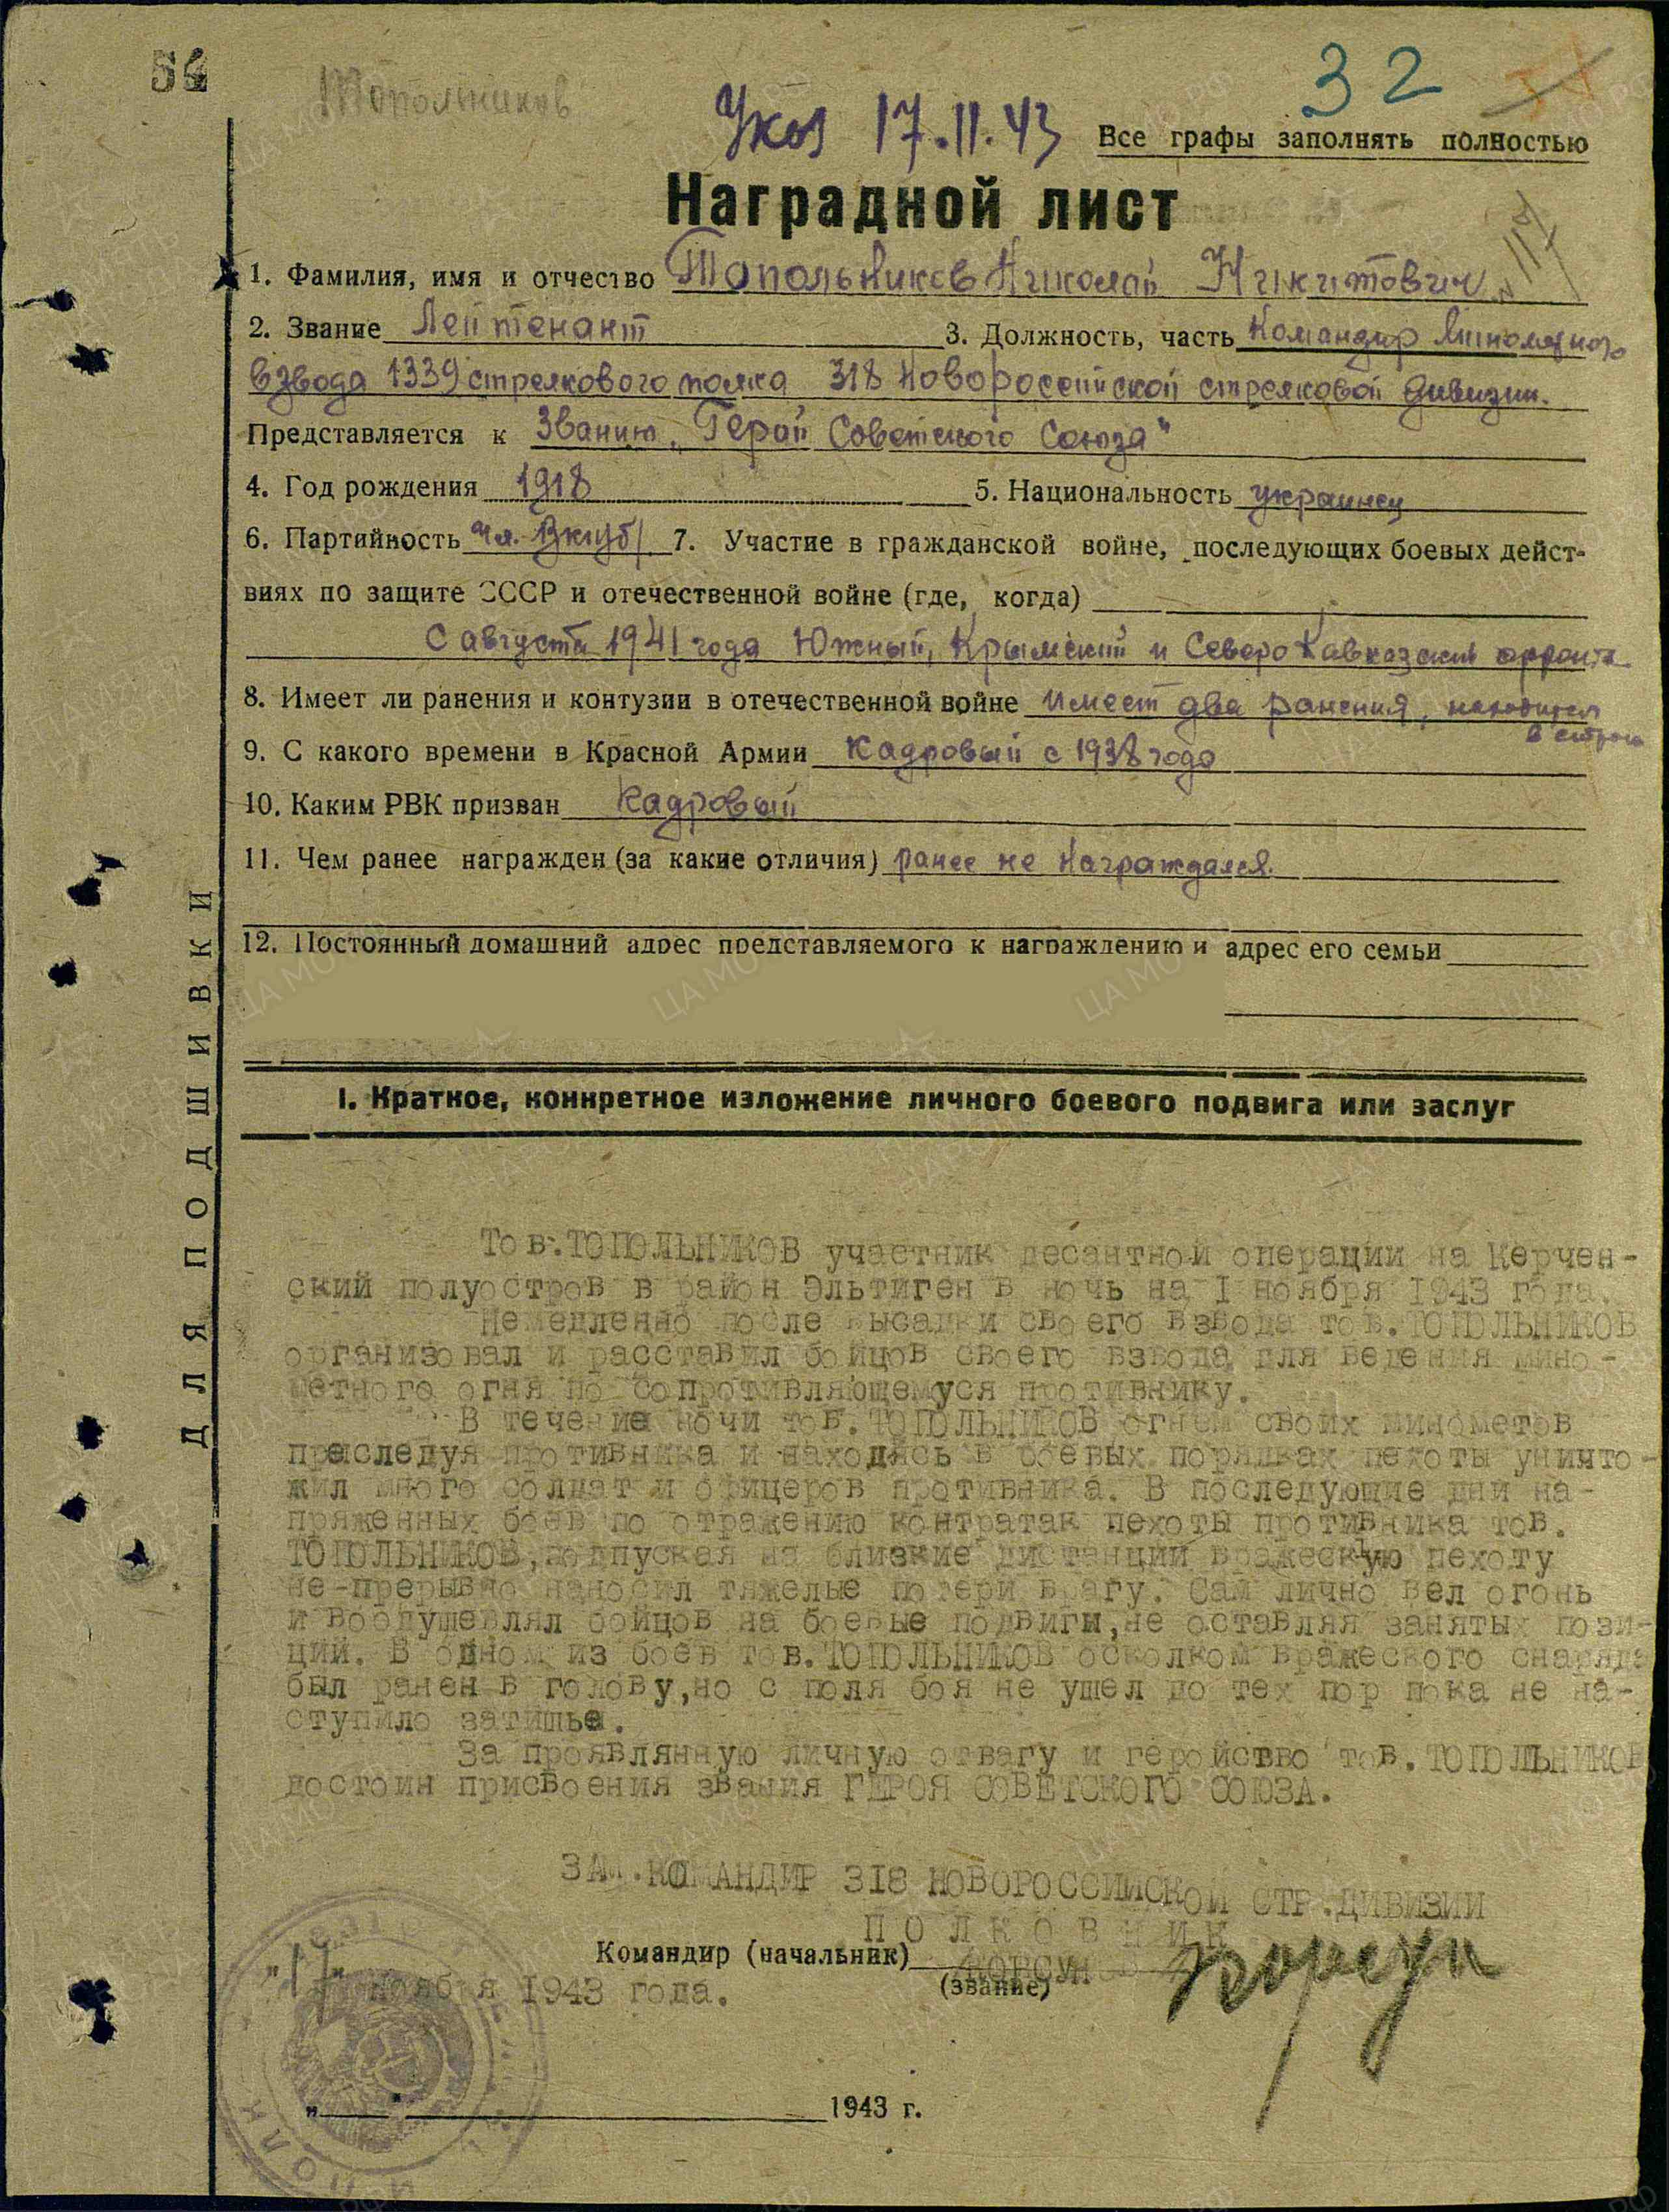 54
Топольников
32
Указ 17.11.43 Все графы заполнять полностью
Наградной лист
1. Фамилия, имя и отчество Топольников Николай Никитович
2. Звание Лейтенант 3. Должность, часть Командир минометного
взвода 1339 стрелкового полка 318 Новороссийской стрелковой дивизии.
Представляется к Званию „Герой Советского Союза"
4. Год рождения 1918 5. Национальность украинец
6. Партийность чл. ВКП(б) 7. Участие в гражданской войне, последующих боевых дейст-
виях по защите СССР и отечественной войне (где, когда)
С августа 1941 года Южный, Крымский и Северо Кавказский фронта
8. Имеет ли ранения и контузии в отечественной войне имеет два ранения, находится
в строю
9. С какого времени в Красной Армии Кадровый с 1938 года
10. Каким РВК призван Кадровый
11. Чем ранее награжден (за какие отличия) ранее не награждался.
12. Постоянный домашний адрес представляемого к награждению и адрес его семьи
ДЛЯ ПОДШИВКИ
I. Краткое, конкретное изложение личного боевого подвига или заслуг
Тов.ТОПОЛЬНИКОВ участник десантной операции на Керчен-
ский полуостров в район Эльтиген в ночь на I ноября 1943 года.
Немедленно после высадки своего взвода тов.ТОПОЛЬНИКОВ
организовал и расставил бойцов своего взвода для ведения мино-
метного огня по сопротивляющемуся противнику.
В течение ночи тов.ТОПОЛЬНИКОВ огнем своих минометов
преследуя противника и находясь в боевых порядках пехоты уничто-
жил много солдат и офицеров противника. В последующие дни на-
пряженных боев по отражению контратак пехоты противника тов.
ТОПОЛЬНИКОВ,подпуская на близкие дистанции вражескую пехоту
не-прерывно наносил тяжелые потери врагу. Сам лично вел огонь
и воодушевлял бойцов на боевые подвиги,не оставляя занятых пози-
ций. В одном из боев тов.ТОПОЛЬНИКОВ осколком вражеского снаряда
был ранен в голову,но с поля боя не ушел до тех пор пока не на-
ступило затишье.
За проявлянную личную отвагу и геройство тов.ТОПОЛЬНИКОВ
достоин присвоения звания ГЕРОЯ СОВЕТСКОГО СОЮЗА.
ЗАМ.КОМАНДИР 318 НОВОРОССИЙСКОЙ СТР.ДИВИЗИИ
ПОЛКОВНИК
Командир (начальник)
(звание)
"11" ноября 1943 года.
„ " 1943 г.